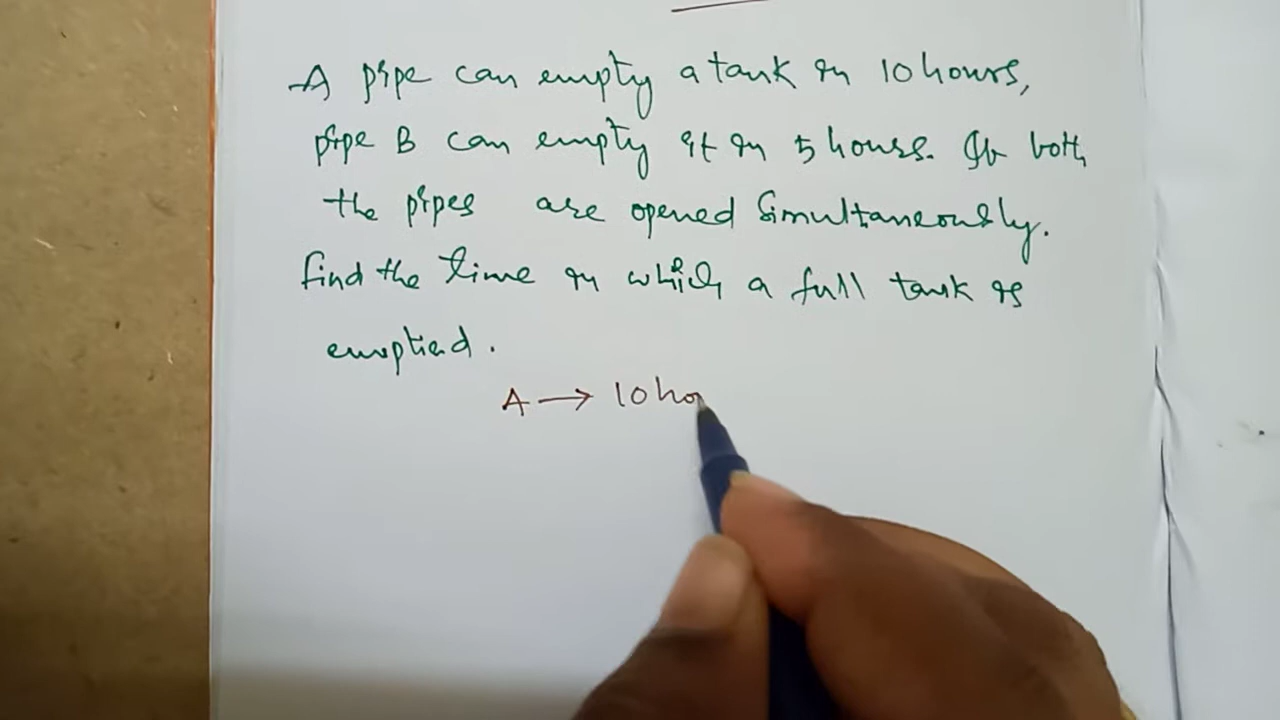 A pipe can empty a tank in 10 hours,
pipe B can empty it in 5 hours. If both
the pipes are opened simultaneously.
find the time in which a full tank is
emptied.
A → 10 ho